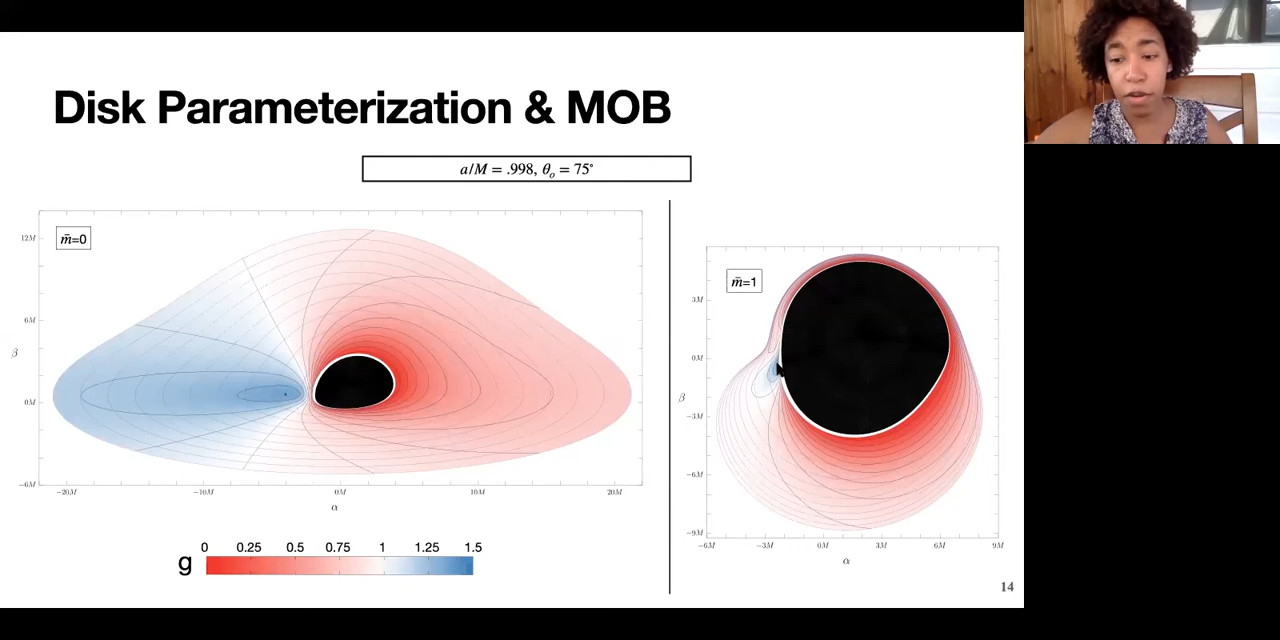 Disk Parameterization & MOB
a/M = .998, θₒ = 75°
m̄=0
12M
6M
β
0M
−6M
−20M −10M 0M 10M 20M
α
g 0 0.25 0.5 0.75 1 1.25 1.5
m̄=1
3M
0M
β
−3M
−6M
−9M
−6M −3M 0M 3M 6M 9M
α
14